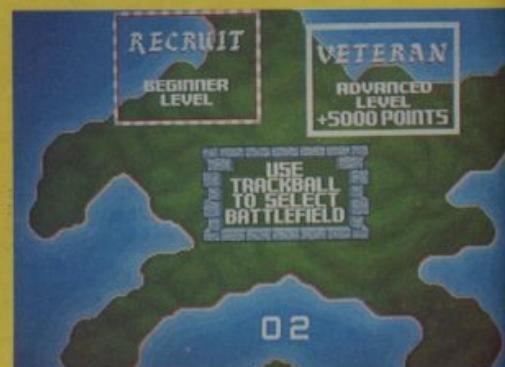 RECRUIT
BEGINNER
LEVEL
VETERAN
ADVANCED
LEVEL
+5000 POINTS
USE
TRACKBALL
TO SELECT
BATTLEFIELD
02